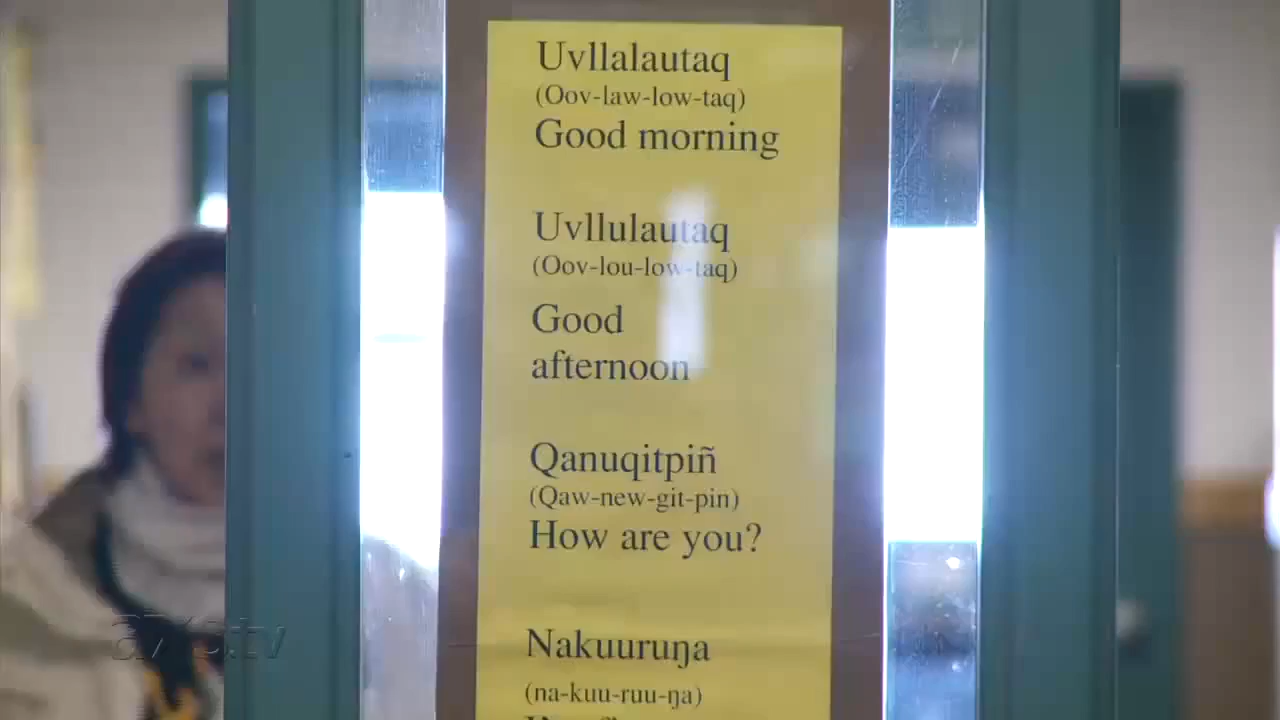 Uvllalautaq
(Oov-law-low-taq)
Good morning
Uvllulautaq
(Oov-lou-low-taq)
Good
afternoon
Qanuqitpiñ
(Qaw-new-git-pin)
How are you?
Nakuuruŋa
(na-kuu-ruu-ŋa)